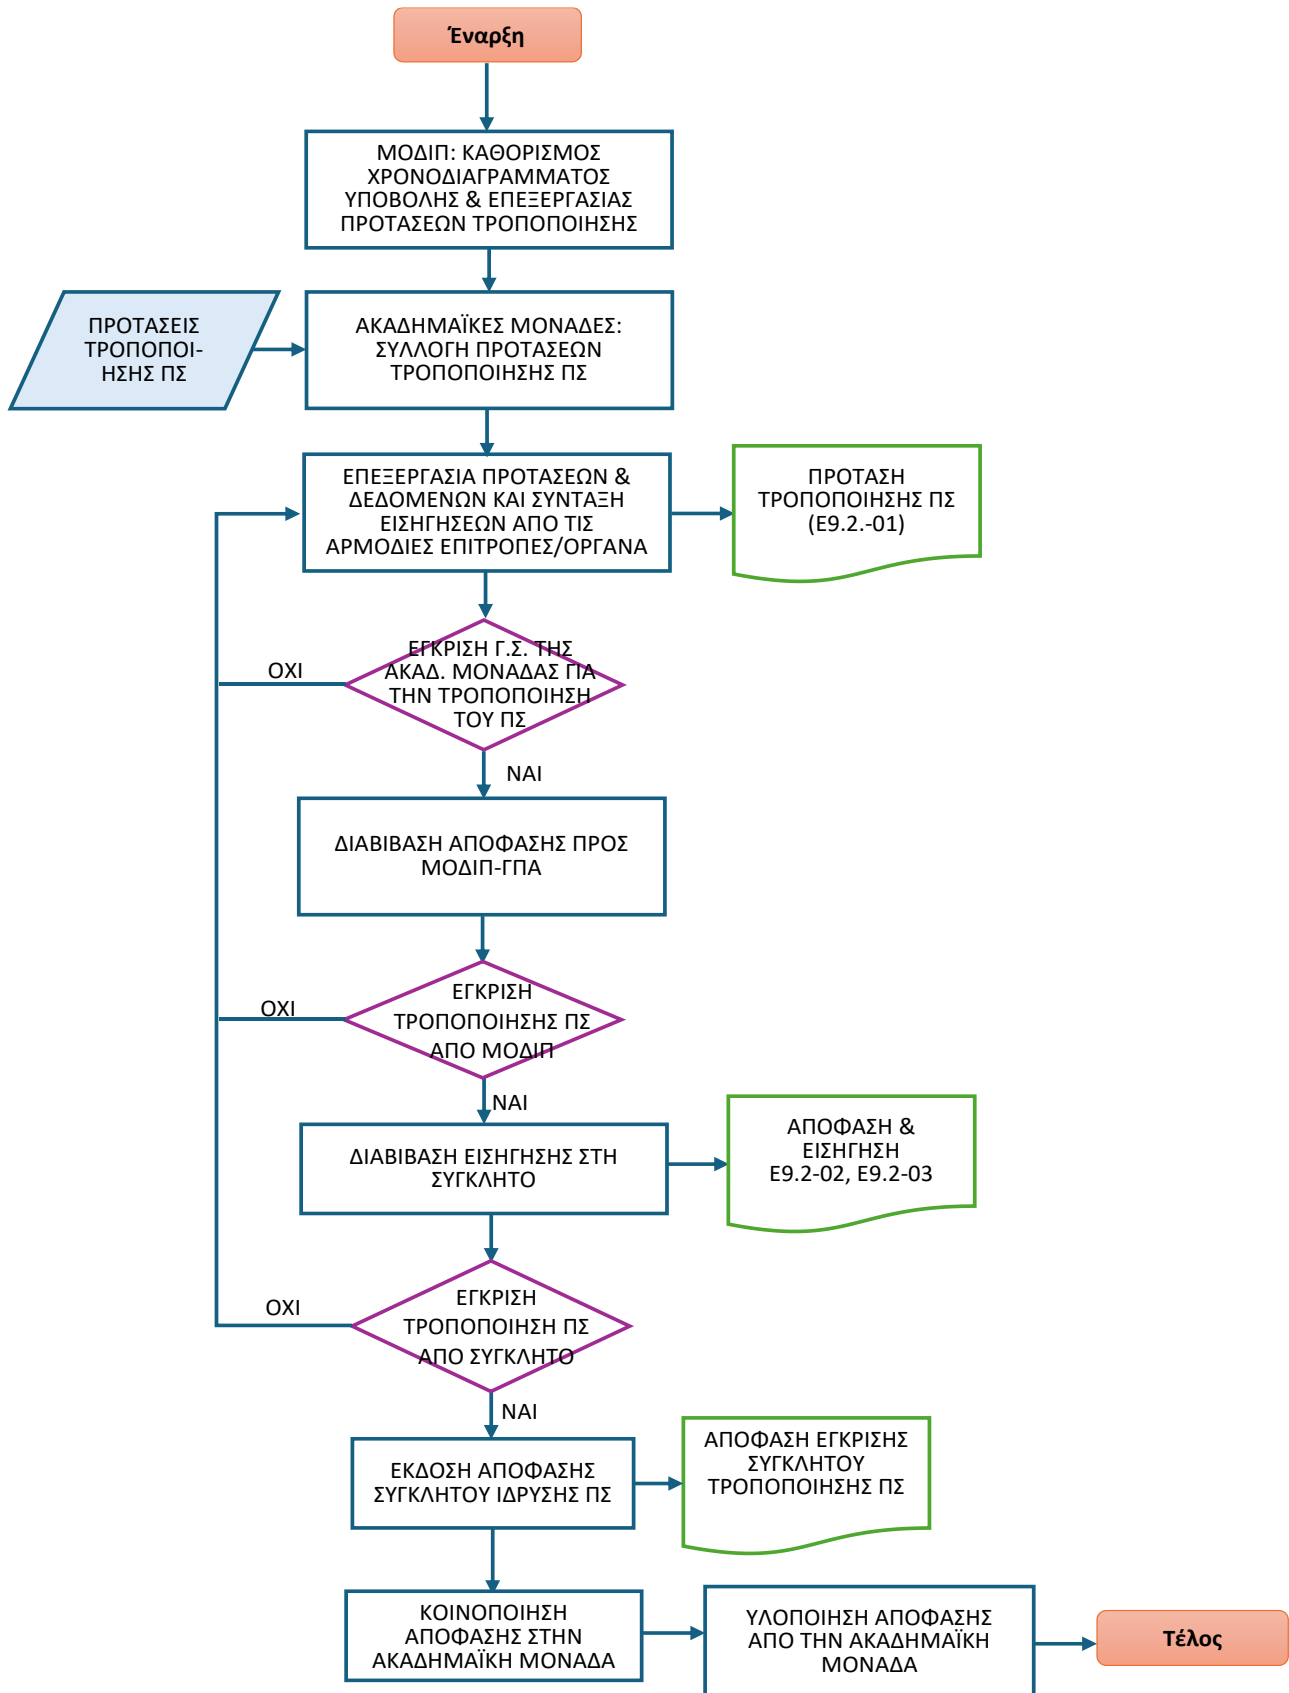 Έναρξη
ΜΟΔΙΠ: ΚΑΘΟΡΙΣΜΟΣ
ΧΡΟΝΟΔΙΑΓΡΑΜΜΑΤΟΣ
ΥΠΟΒΟΛΗΣ & ΕΠΕΞΕΡΓΑΣΙΑΣ
ΠΡΟΤΑΣΕΩΝ ΤΡΟΠΟΠΟΙΗΣΗΣ
ΠΡΟΤΑΣΕΙΣ
ΤΡΟΠΟΠΟΙ-
ΗΣΗΣ ΠΣ
ΑΚΑΔΗΜΑΪΚΕΣ ΜΟΝΑΔΕΣ:
ΣΥΛΛΟΓΗ ΠΡΟΤΑΣΕΩΝ
ΤΡΟΠΟΠΟΙΗΣΗΣ ΠΣ
ΕΠΕΞΕΡΓΑΣΙΑ ΠΡΟΤΑΣΕΩΝ &
ΔΕΔΟΜΕΝΩΝ ΚΑΙ ΣΥΝΤΑΞΗ
ΕΙΣΗΓΗΣΕΩΝ ΑΠΟ ΤΙΣ
ΑΡΜΟΔΙΕΣ ΕΠΙΤΡΟΠΕΣ/ΟΡΓΑΝΑ
ΠΡΟΤΑΣΗ
ΤΡΟΠΟΠΟΙΗΣΗΣ ΠΣ
(Ε9.2.-01)
ΕΓΚΡΙΣΗ Γ.Σ. ΤΗΣ
ΑΚΑΔ. ΜΟΝΑΔΑΣ ΓΙΑ
ΤΗΝ ΤΡΟΠΟΠΟΙΗΣΗ
ΤΟΥ ΠΣ
ΟΧΙ
ΝΑΙ
ΔΙΑΒΙΒΑΣΗ ΑΠΟΦΑΣΗΣ ΠΡΟΣ
ΜΟΔΙΠ-ΓΠΑ
ΕΓΚΡΙΣΗ
ΤΡΟΠΟΠΟΙΗΣΗΣ ΠΣ
ΑΠΟ ΜΟΔΙΠ
ΟΧΙ
ΝΑΙ
ΔΙΑΒΙΒΑΣΗ ΕΙΣΗΓΗΣΗΣ ΣΤΗ
ΣΥΓΚΛΗΤΟ
ΑΠΟΦΑΣΗ &
ΕΙΣΗΓΗΣΗ
Ε9.2-02, Ε9.2-03
ΕΓΚΡΙΣΗ
ΤΡΟΠΟΠΟΙΗΣΗ ΠΣ
ΑΠΟ ΣΥΓΚΛΗΤΟ
ΟΧΙ
ΝΑΙ
ΕΚΔΟΣΗ ΑΠΟΦΑΣΗΣ
ΣΥΓΚΛΗΤΟΥ ΙΔΡΥΣΗΣ ΠΣ
ΑΠΟΦΑΣΗ ΕΓΚΡΙΣΗΣ
ΣΥΓΚΛΗΤΟΥ
ΤΡΟΠΟΠΟΙΗΣΗΣ ΠΣ
ΚΟΙΝΟΠΟΙΗΣΗ
ΑΠΟΦΑΣΗΣ ΣΤΗΝ
ΑΚΑΔΗΜΑΪΚΗ ΜΟΝΑΔΑ
ΥΛΟΠΟΙΗΣΗ ΑΠΟΦΑΣΗΣ
ΑΠΟ ΤΗΝ ΑΚΑΔΗΜΑΪΚΗ
ΜΟΝΑΔΑ
Τέλος